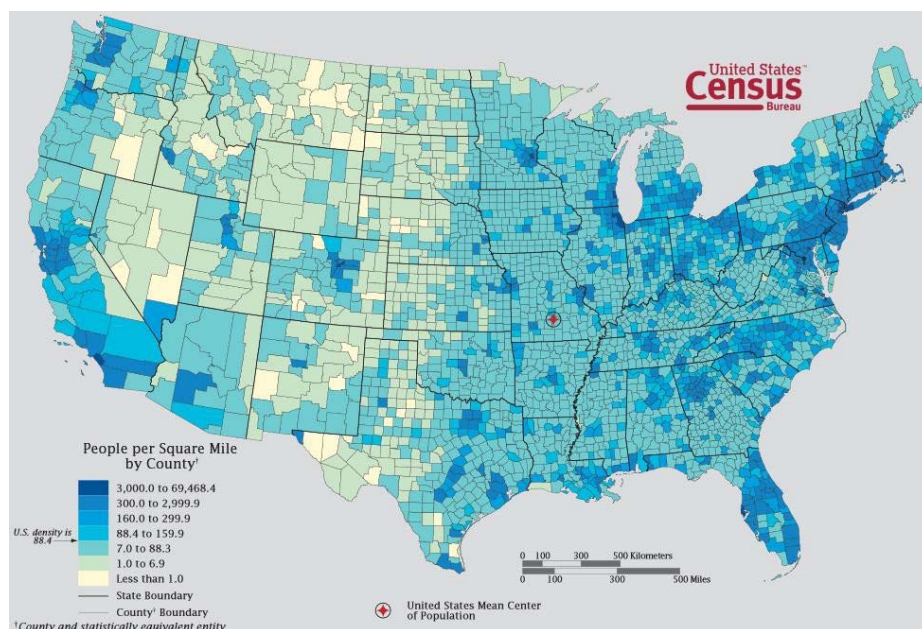 United States™
Census
Bureau
People per Square Mile
by County†
3,000.0 to 69,468.4
300.0 to 2,999.9
160.0 to 299.9
U.S. density is
88.4
88.4 to 159.9
7.0 to 88.3
1.0 to 6.9
Less than 1.0
State Boundary
County† Boundary
†County and statistically equivalent entity
0 100 300 500 Kilometers
0 100 300 500 Miles
United States Mean Center
of Population